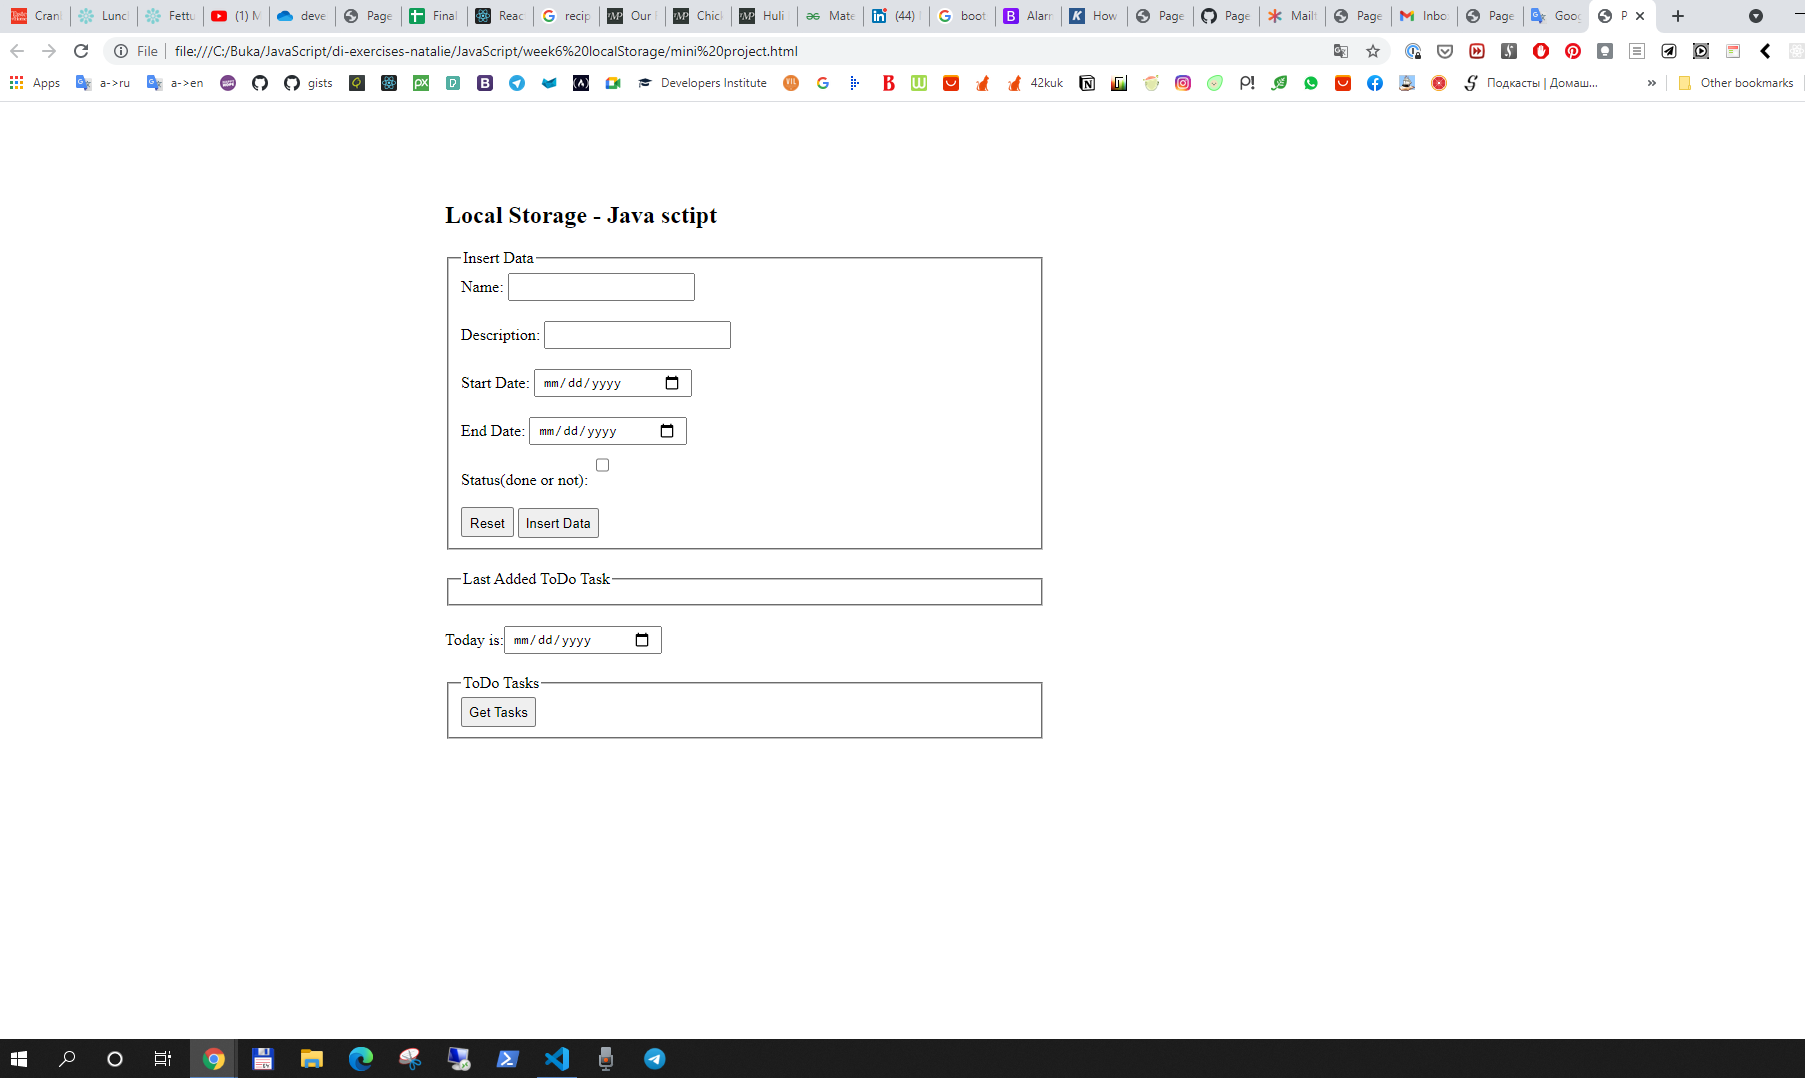 Crani Lunc Fettu (1) M deve Page Final Reac recip Our Chick Huli Mate (44) boot Alarr How Page Page Mailt Page Inbo Page Goog P
File file:///C:/Buka/JavaScript/di-exercises-natalie/JavaScript/week6%20localStorage/mini%20project.html
Apps a->ru a->en gists Developers Institute 42kuk Подкасты | Домаш... » Other bookmarks
Local Storage - Java sctipt
Insert Data
Name:
Description:
Start Date: mm/dd/yyyy
End Date: mm/dd/yyyy
Status(done or not):
Reset Insert Data
Last Added ToDo Task
Today is: mm/dd/yyyy
ToDo Tasks
Get Tasks